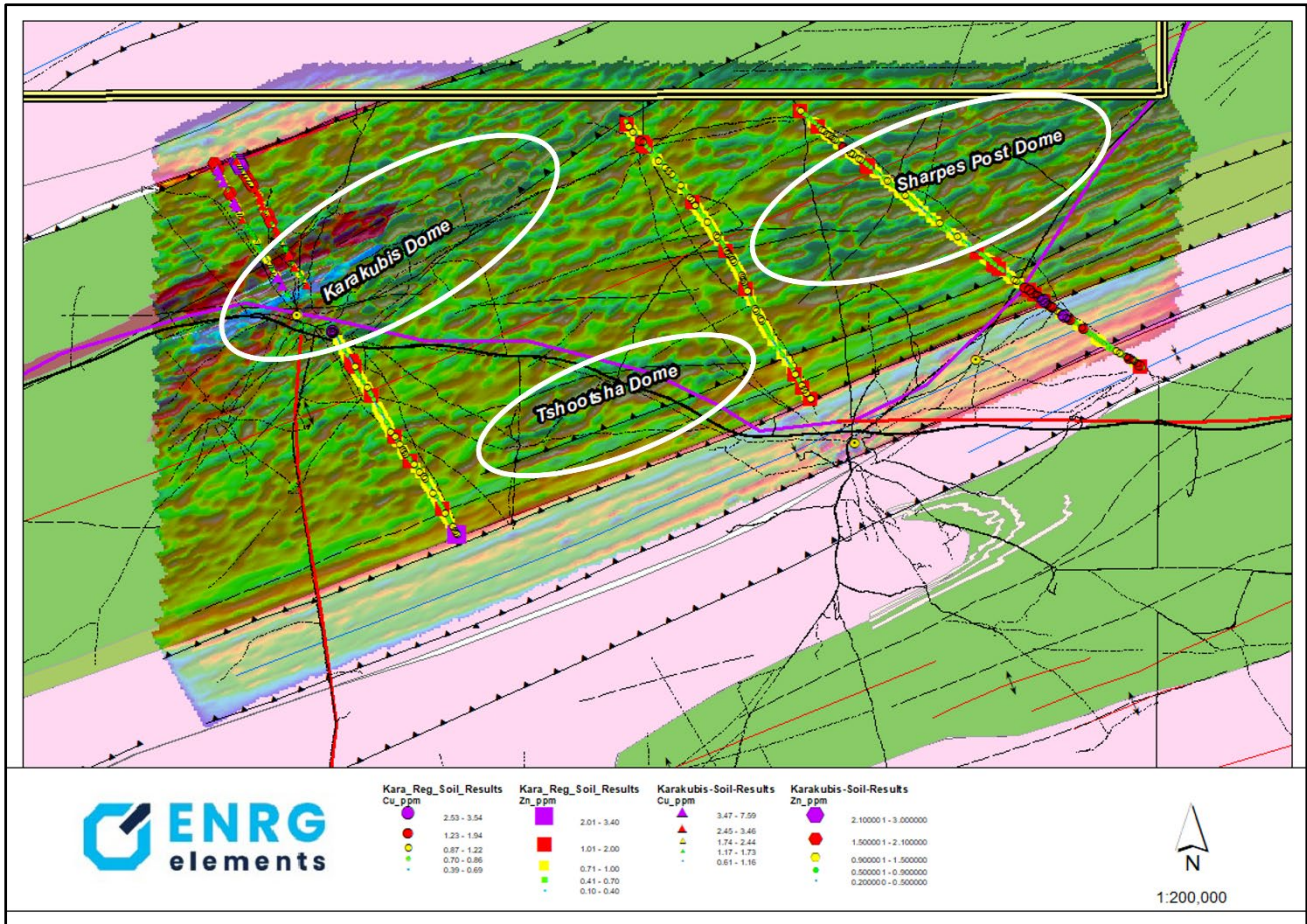 Sharpes Post Dome
Karakubis Dome
Tshootsha Dome
ENRG
elements
Kara_Reg_Soil_Results
Cu_ppm
2.53 - 3.54
1.23 - 1.94
0.87 - 1.22
0.70 - 0.86
0.39 - 0.69
Kara_Reg_Soil_Results
Zn_ppm
2.01 - 3.40
1.01 - 2.00
0.71 - 1.00
0.41 - 0.70
0.10 - 0.40
Karakubis-Soil-Results
Cu_ppm
3.47 - 7.59
2.45 - 3.46
1.74 - 2.44
1.17 - 1.73
0.61 - 1.16
Karakubis-Soil-Results
Zn_ppm
2.100001 - 3.000000
1.500001 - 2.100000
0.900001 - 1.500000
0.500001 - 0.900000
0.200000 - 0.500000
N
1:200,000